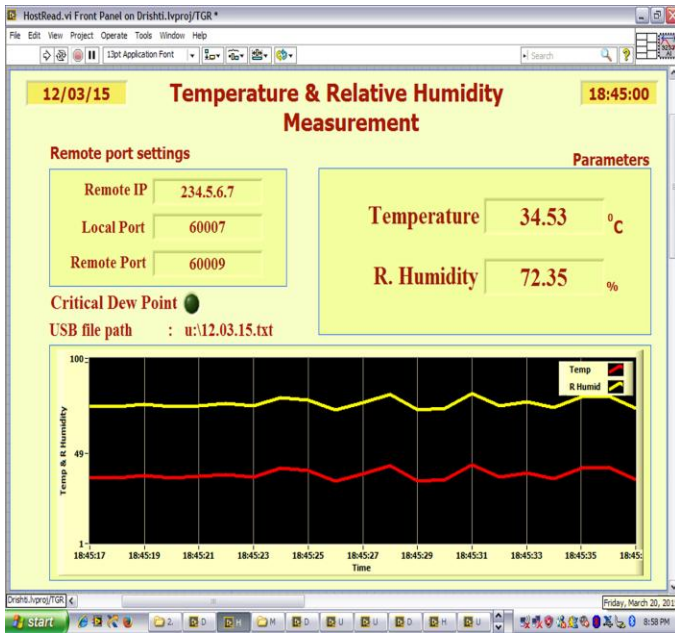 HostRead.vi Front Panel on Drishti.lvproj/TGR *
File Edit View Project Operate Tools Window Help
13pt Application Font
Search
12/03/15
Temperature & Relative Humidity
Measurement
18:45:00
Remote port settings
Remote IP 234.5.6.7
Local Port 60007
Remote Port 60009
Parameters
Temperature 34.53 ⁰C
R. Humidity 72.35 %
Critical Dew Point
USB file path : u:\12.03.15.txt
Temp
R Humid
Temp & R Humidity
100
49
1
18:45:17 18:45:19 18:45:21 18:45:23 18:45:25 18:45:27 18:45:29 18:45:31 18:45:33 18:45:35 18:45:
Time
Drishti.lvproj/TGR
Friday, March 20, 201
start 2. D H M D U U D D H U 8:58 PM